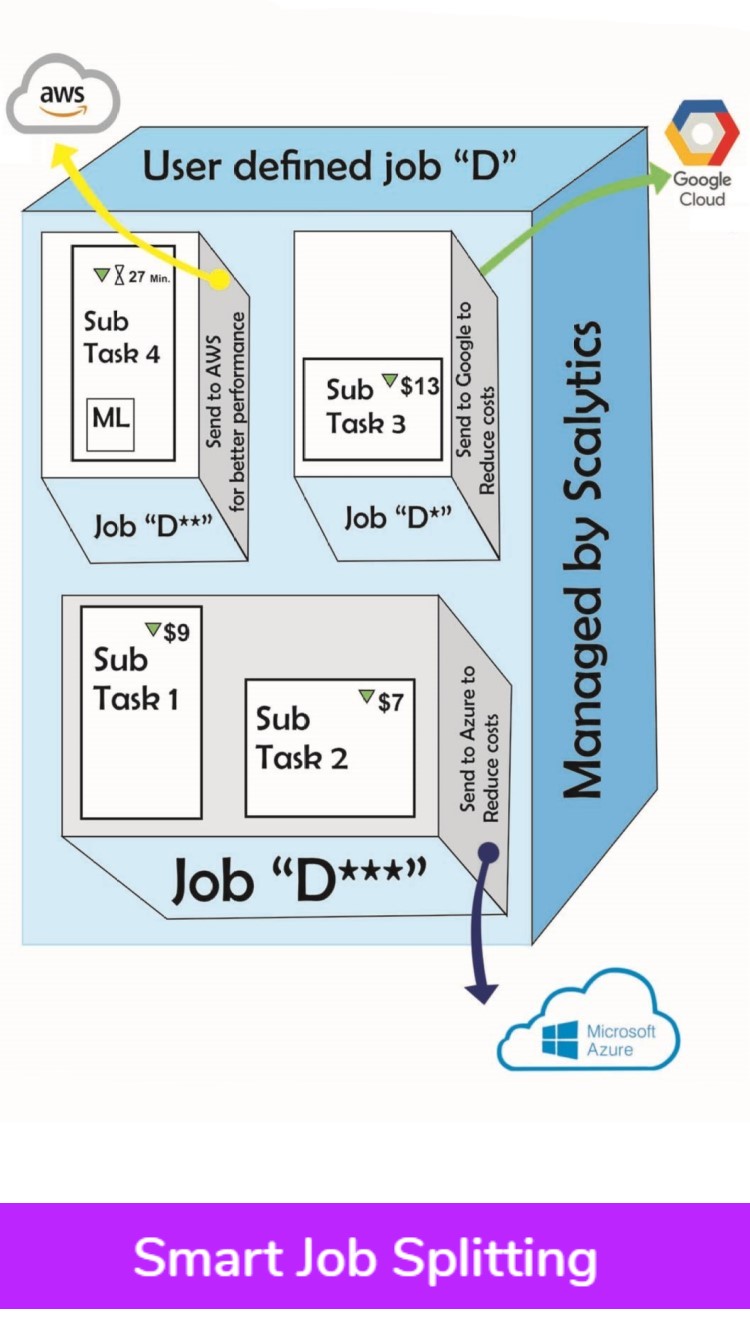 aws
User defined job “D”
Google
Cloud
27 Min.
Sub
Task 4
ML
Send to AWS
for better performance
Job “D**”
Sub $13
Task 3
Send to Google to
Reduce costs
Job “D*”
Managed by Scalytics
$9
Sub
Task 1
$7
Sub
Task 2
Send to Azure to
Reduce costs
Job “D***”
Microsoft
Azure
Smart Job Splitting